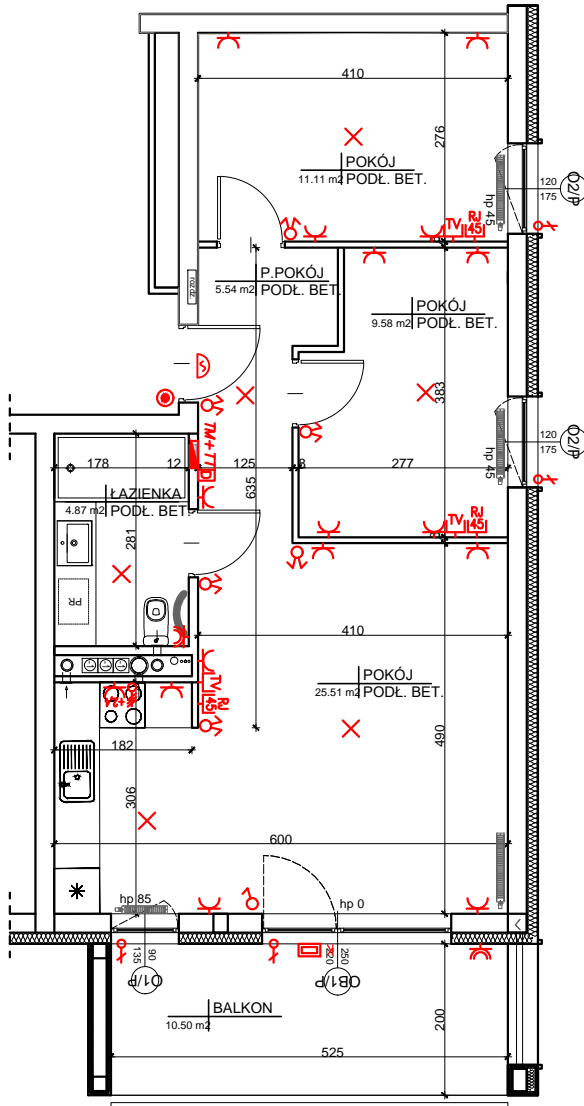 410
276
POKÓJ
11.11 m2 PODŁ. BET.
hp 45
120
175
O2/P
TV
RJ
45
P.POKÓJ
5.54 m2 PODŁ. BET.
rozdz.
POKÓJ
9.58 m2 PODŁ. BET.
383
S
hp 45
120
175
O2/P
TM+TT
178
12
125
8
277
635
ŁAZIENKA
4.87 m2 PODŁ. BET.
281
PR
TV
RJ
45
410
POKÓJ
25.51 m2 PODŁ. BET.
TV
RJ
45
182
490
306
600
hp 85
hp 0
90
135
O1/P
250
220
OB1/P
BALKON
10.50 m2
200
525